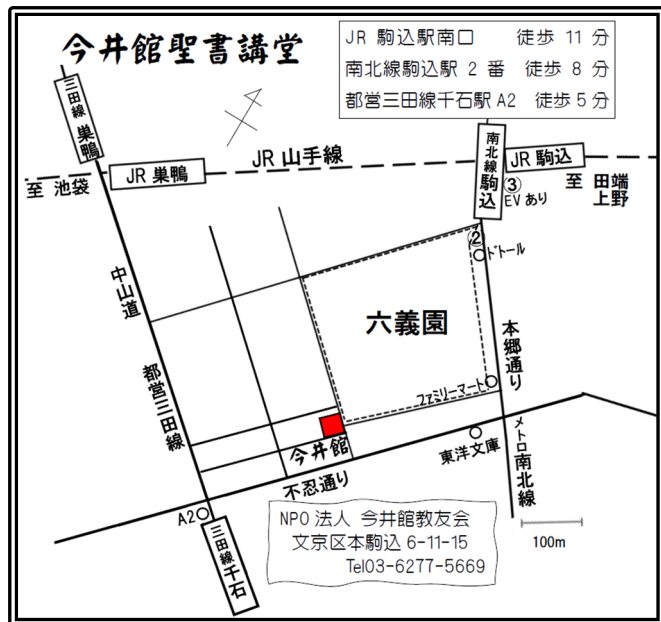 今井館聖書講堂
JR 駒込駅南口 徒歩 11 分
南北線駒込駅 2 番 徒歩 8 分
都営三田線千石駅 A2 徒歩 5 分
三田線 巣鴨
JR 巣鴨
JR 山手線
南北線 駒込
JR 駒込
至 池袋
③
EV あり
至 田端
上野
②
ドトール
中山道
六義園
本郷通り
都営三田線
ファミリーマート
今井館
東洋文庫
メトロ南北線
不忍通り
A2
三田線 千石
NPO 法人 今井館教友会
文京区本駒込 6-11-15
Tel03-6277-5669
100m